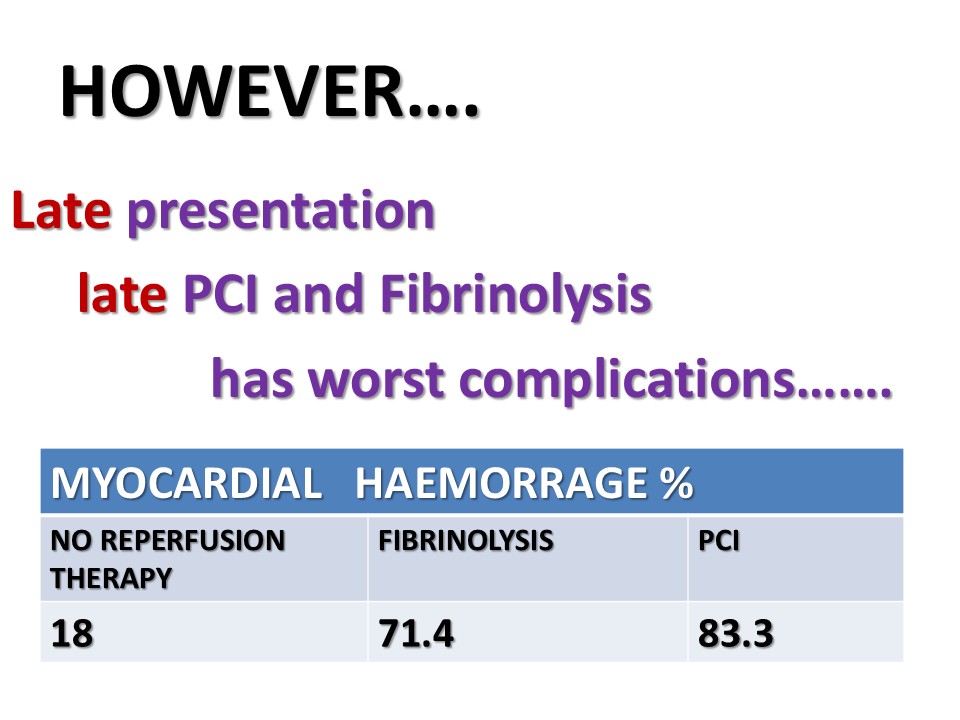 HOWEVER….
Late presentation
late PCI and Fibrinolysis
has worst complications…….
MYOCARDIAL HAEMORRAGE %
NO REPERFUSION THERAPY FIBRINOLYSIS PCI
18 71.4 83.3